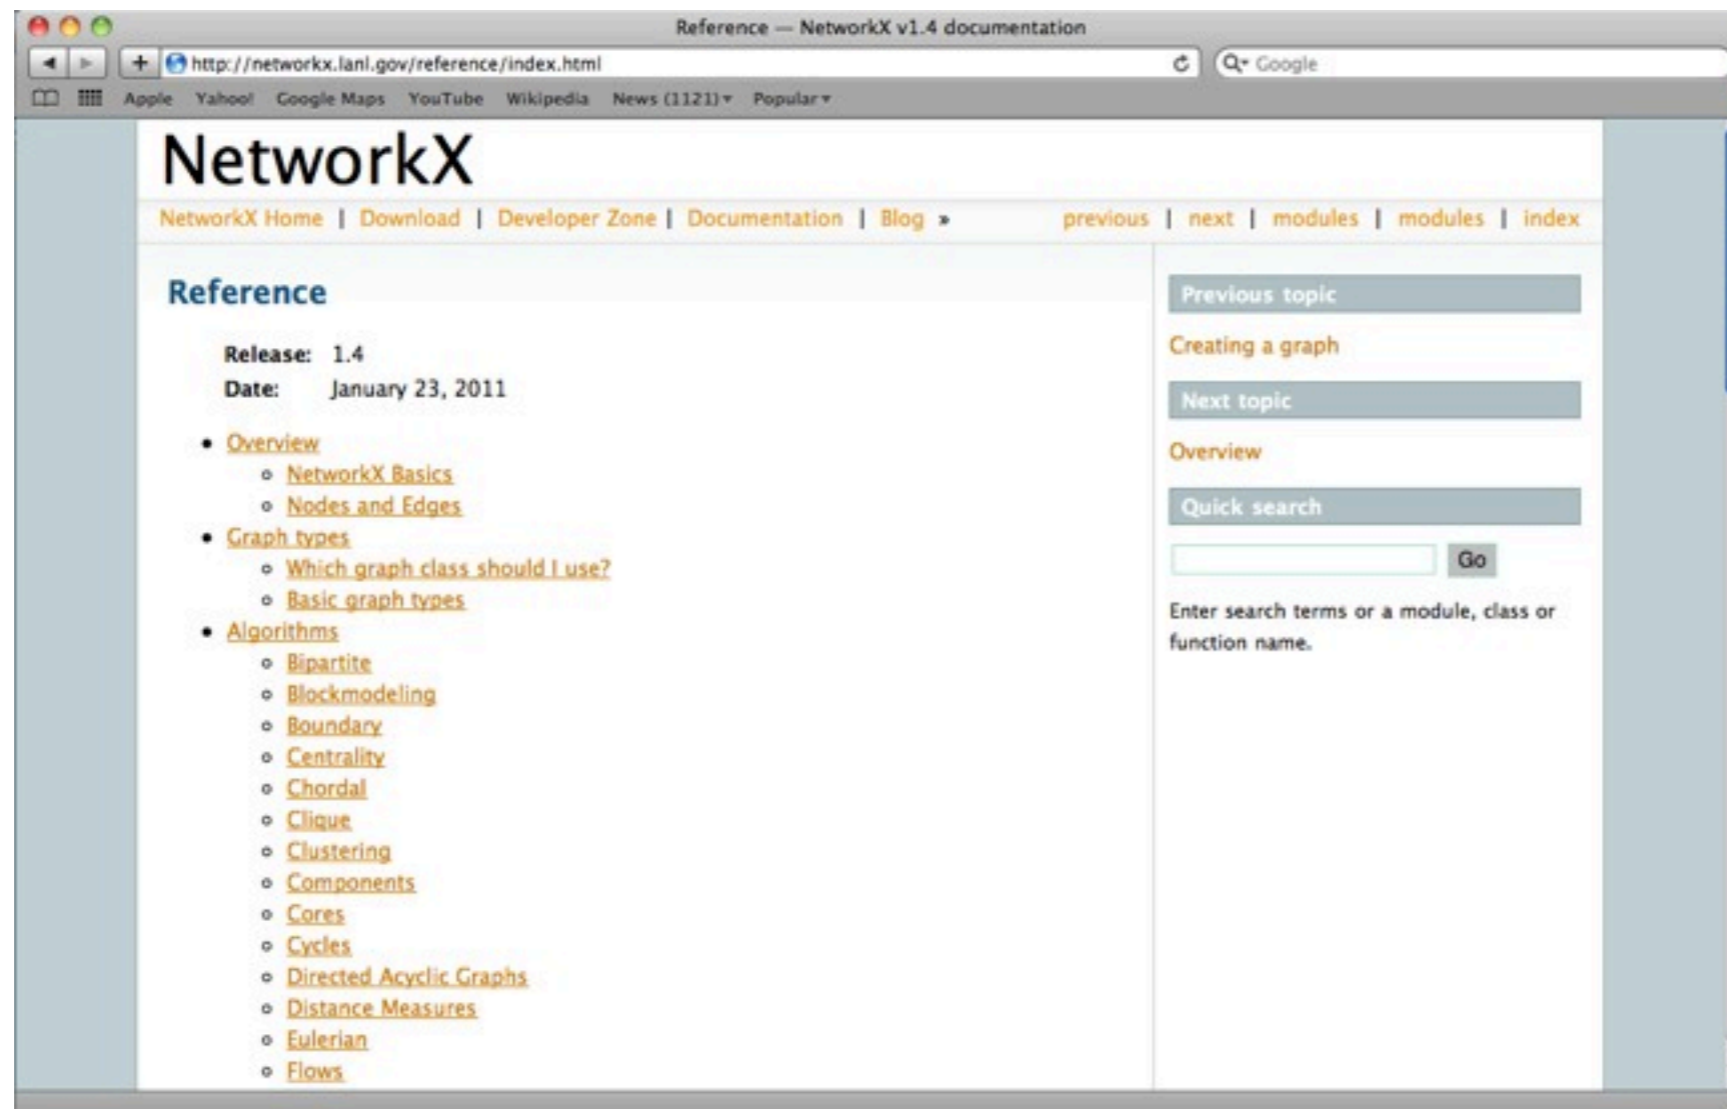 Reference — NetworkX v1.4 documentation
http://networkx.lanl.gov/reference/index.html
Google
Apple Yahoo! Google Maps YouTube Wikipedia News (1121) Popular
NetworkX
NetworkX Home | Download | Developer Zone | Documentation | Blog » previous | next | modules | modules | index
Reference
Release: 1.4
Date: January 23, 2011
• Overview
◦ NetworkX Basics
◦ Nodes and Edges
• Graph types
◦ Which graph class should I use?
◦ Basic graph types
• Algorithms
◦ Bipartite
◦ Blockmodeling
◦ Boundary
◦ Centrality
◦ Chordal
◦ Clique
◦ Clustering
◦ Components
◦ Cores
◦ Cycles
◦ Directed Acyclic Graphs
◦ Distance Measures
◦ Eulerian
◦ Flows
Previous topic
Creating a graph
Next topic
Overview
Quick search
Go
Enter search terms or a module, class or
function name.